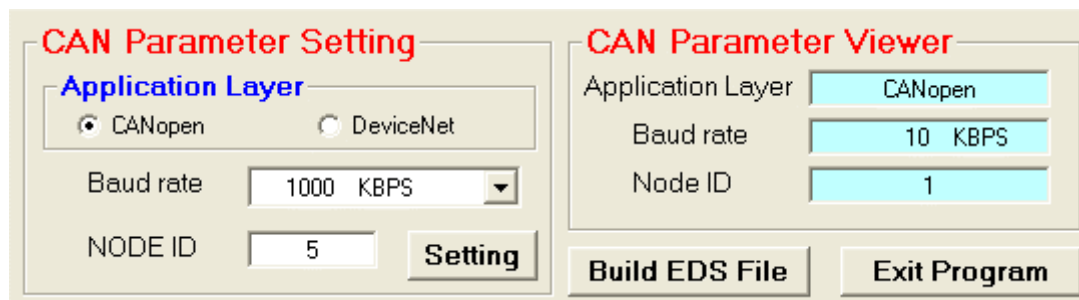 CAN Parameter Setting
Application Layer
CANopen DeviceNet
Baud rate 1000 KBPS
NODE ID 5 Setting
CAN Parameter Viewer
Application Layer CANopen
Baud rate 10 KBPS
Node ID 1
Build EDS File Exit Program